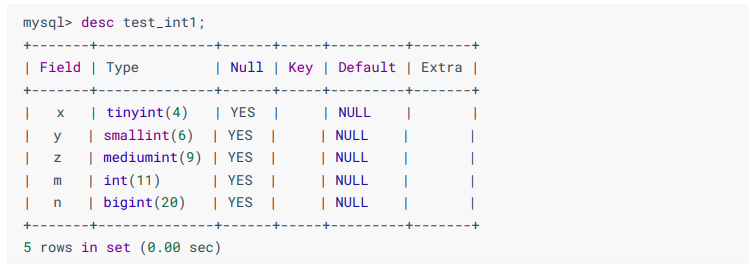 mysql> desc test_int1;
+-------+--------------+------+-----+---------+-------+
| Field | Type         | Null | Key | Default | Extra |
+-------+--------------+------+-----+---------+-------+
|   x   | tinyint(4)   | YES  |     | NULL    |       |
|   y   | smallint(6)  | YES  |     | NULL    |       |
|   z   | mediumint(9) | YES  |     | NULL    |       |
|   m   | int(11)      | YES  |     | NULL    |       |
|   n   | bigint(20)   | YES  |     | NULL    |       |
+-------+--------------+------+-----+---------+-------+
5 rows in set (0.00 sec)